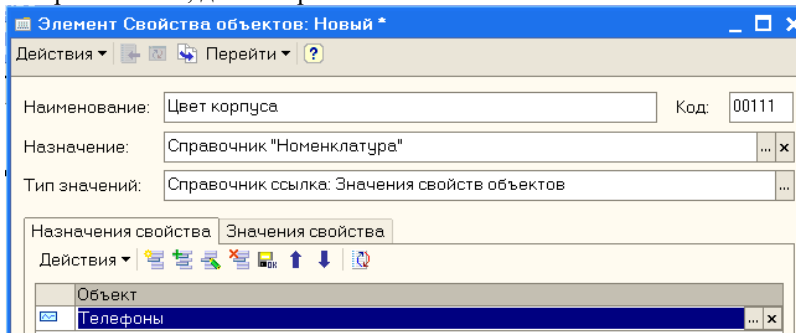 Элемент Свойства объектов: Новый *
Действия Перейти ?
Наименование: Цвет корпуса Код: 00111
Назначение: Справочник "Номенклатура" ... x
Тип значений: Справочник ссылка: Значения свойств объектов ...
Назначения свойства Значения свойства
Действия
Объект
Телефоны ... x